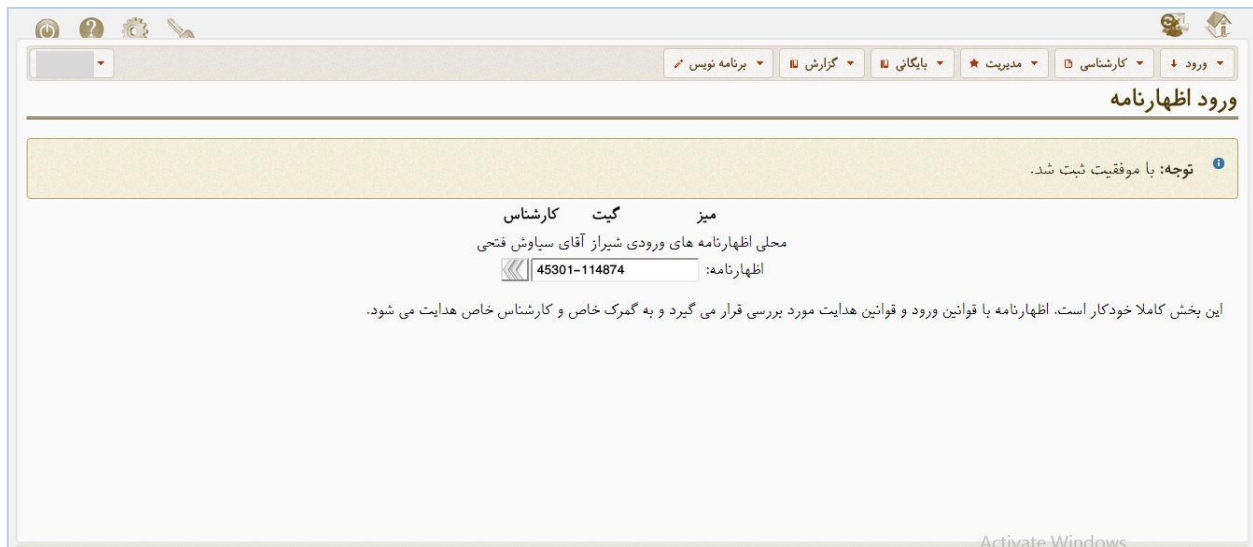 ورود کارشناسی مدیریت بایگانی گزارش برنامه نویس
ورود اظهارنامه
توجه: با موفقیت ثبت شد.
میز گیت کارشناس
محلی اظهارنامه های ورودی شیراز آقای سیاوش فتحی
اظهارنامه: 45301-114874
این بخش کاملا خودکار است. اظهارنامه با قوانین ورود و قوانین هدایت مورد بررسی قرار می گیرد و به گمرک خاص و کارشناس خاص هدایت می شود.
Activate Windows